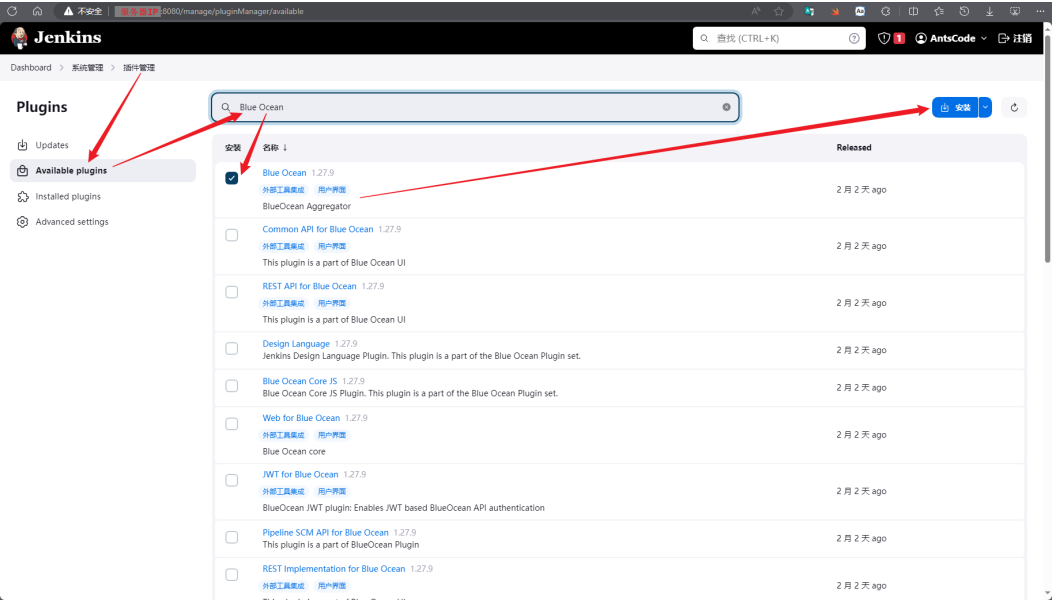 不安全 服务器IP:8080/manage/pluginManager/available
Jenkins
查找 (CTRL+K)
1
AntsCode
注销
Dashboard > 系统管理 > 插件管理
Plugins
Updates
Available plugins
Installed plugins
Advanced settings
Blue Ocean
安装
安装 名称 ↓ Released
Blue Ocean 1.27.9
外部工具集成 用户界面
BlueOcean Aggregator
2 月 2 天 ago
Common API for Blue Ocean 1.27.9
外部工具集成 用户界面
This plugin is a part of Blue Ocean UI
2 月 2 天 ago
REST API for Blue Ocean 1.27.9
外部工具集成 用户界面
This plugin is a part of Blue Ocean UI
2 月 2 天 ago
Design Language 1.27.9
Jenkins Design Language Plugin. This plugin is a part of the Blue Ocean Plugin set.
2 月 2 天 ago
Blue Ocean Core JS 1.27.9
Blue Ocean Core JS Plugin. This plugin is a part of the Blue Ocean Plugin set.
2 月 2 天 ago
Web for Blue Ocean 1.27.9
外部工具集成 用户界面
Blue Ocean core
2 月 2 天 ago
JWT for Blue Ocean 1.27.9
外部工具集成 用户界面
BlueOcean JWT plugin: Enables JWT based BlueOcean API authentication
2 月 2 天 ago
Pipeline SCM API for Blue Ocean 1.27.9
This plugin is a part of BlueOcean Plugin
2 月 2 天 ago
REST Implementation for Blue Ocean 1.27.9
外部工具集成 用户界面
2 月 2 天 ago